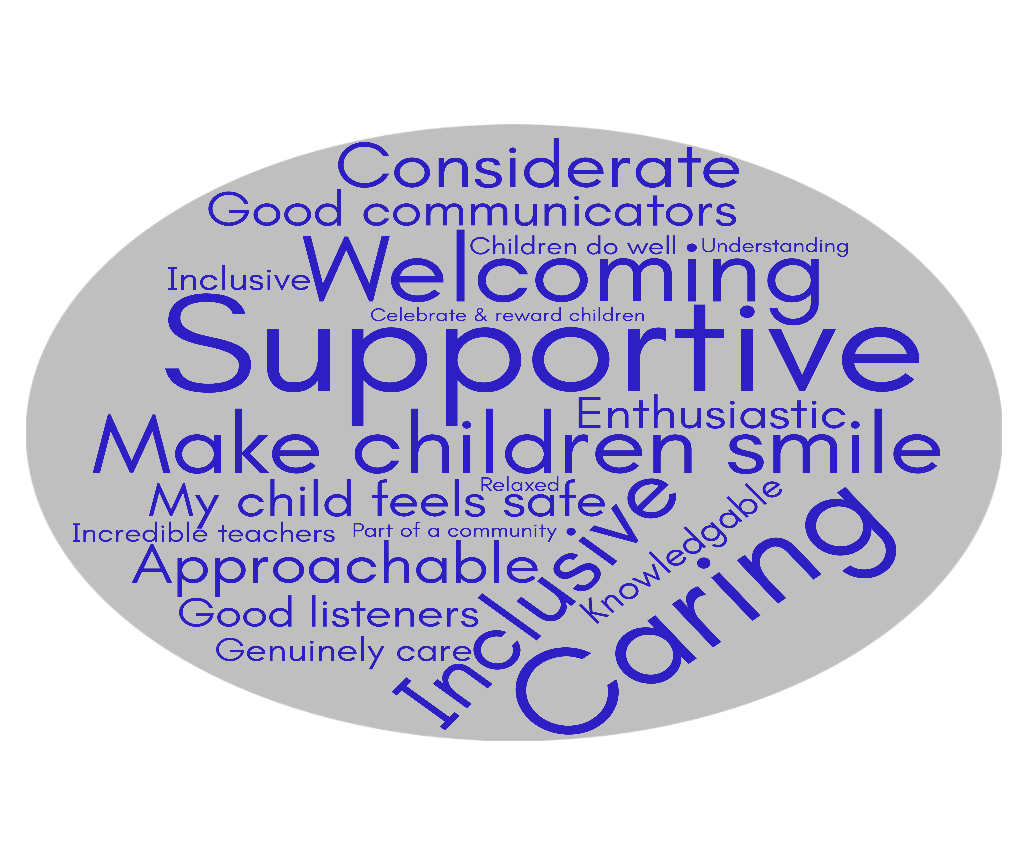 Considerate
Good communicators
Children do well
Understanding
Welcoming
Inclusive
Celebrate & reward children
Supportive
Enthusiastic
Make children smile
Relaxed
My child feels safe
Incredible teachers
Part of a community
Approachable
Inclusive
Knowledgable
Caring
Good listeners
Genuinely care